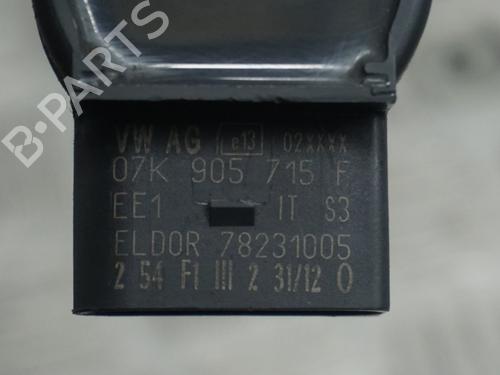 B-PARTS
VW AG e13 02XXXX
07K 905 715 F
EE1 IT S3
ELDOR 78231005
2 54 F1 III 2 31/12 0